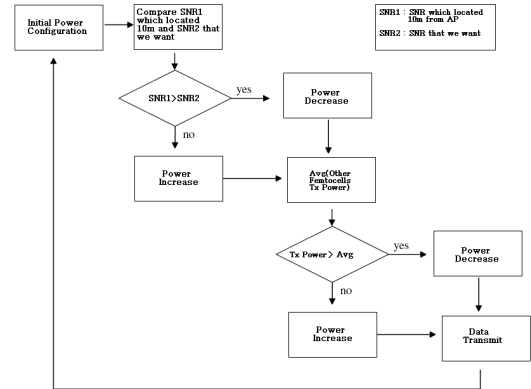 Initial Power
Configuration
Compare SNR1
which located
10m and SNR2 that
we want
SNR1 : SNR which located
10m from AP
SNR2 : SNR that we want
SNR1>SNR2
yes
Power
Decrease
no
Power
Increase
Avg(Other
Femtocells
Tx Power)
Tx Power > Avg
yes
Power
Decrease
no
Power
Increase
Data
Transmit